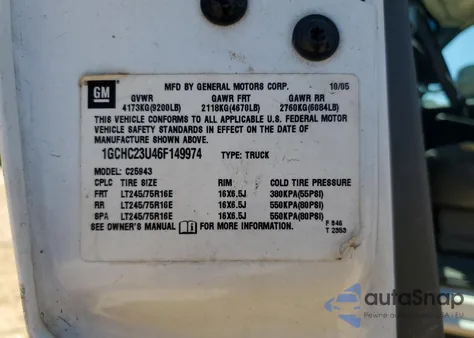 GM
MFD BY GENERAL MOTORS CORP. 10/05
GVWR GAWR FRT GAWR RR
4173KG(9200LB) 2118KG(4670LB) 2760KG(6084LB)
THIS VEHICLE CONFORMS TO ALL APPLICABLE U.S. FEDERAL MOTOR
VEHICLE SAFETY STANDARDS IN EFFECT ON THE DATE OF
MANUFACTURE SHOWN ABOVE.
1GCHC23U46F149974 TYPE: TRUCK
MODEL: C25943
CPLC TIRE SIZE RIM COLD TIRE PRESSURE
FRT LT245/75R16E 16X6.5J 380KPA(55PSI)
RR LT245/75R16E 16X6.5J 550KPA(80PSI)
SPA LT245/75R16E 16X6.5J 550KPA(80PSI)
SEE OWNER'S MANUAL FOR MORE INFORMATION
F 846
T 2353
autoSnap
Pewne auto USA - EU